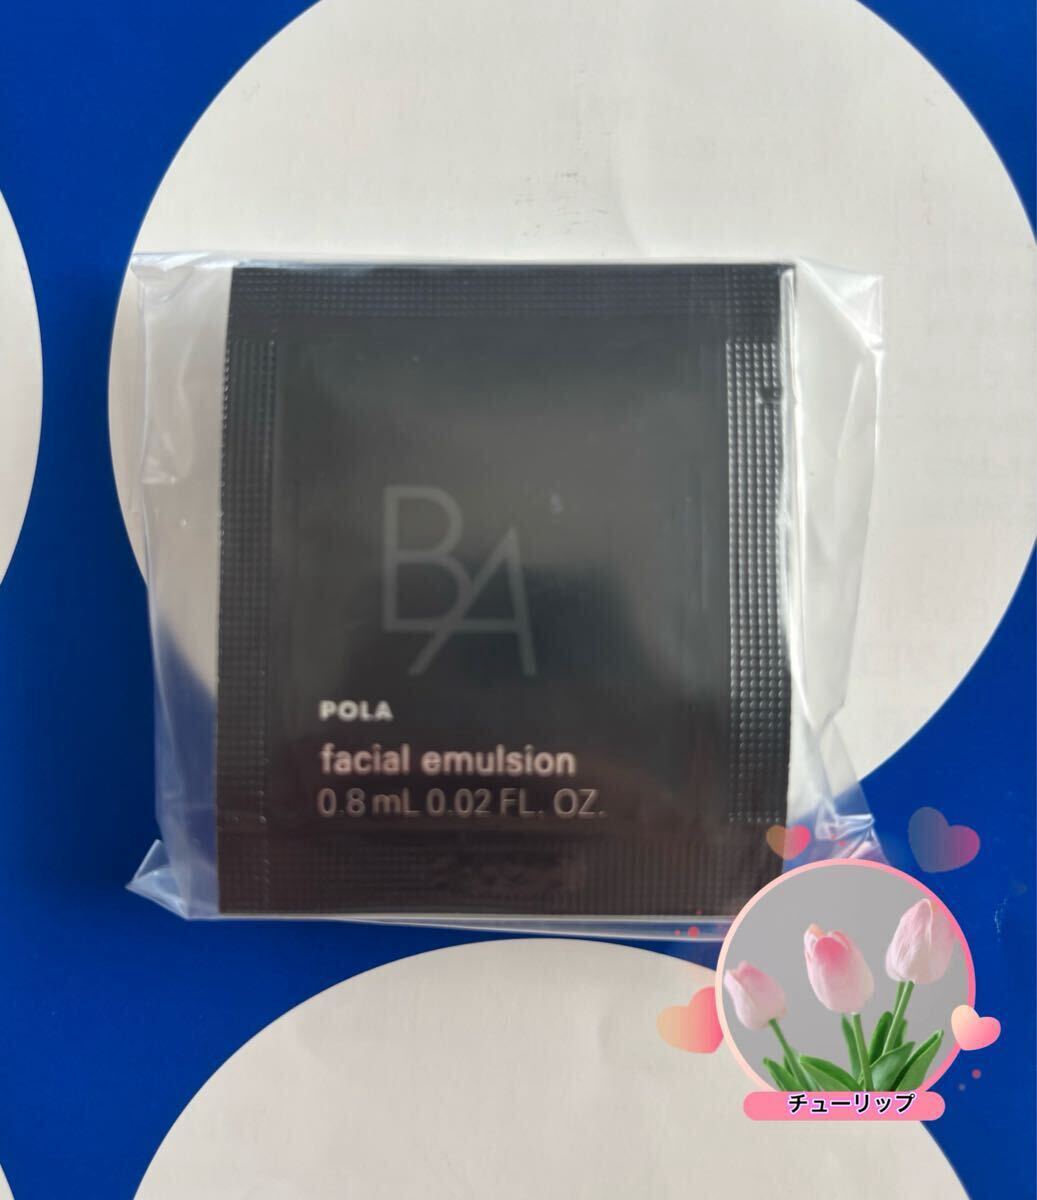 BA
POLA
facial emulsion
0.8 mL 0.02 FL. OZ.
チューリップ